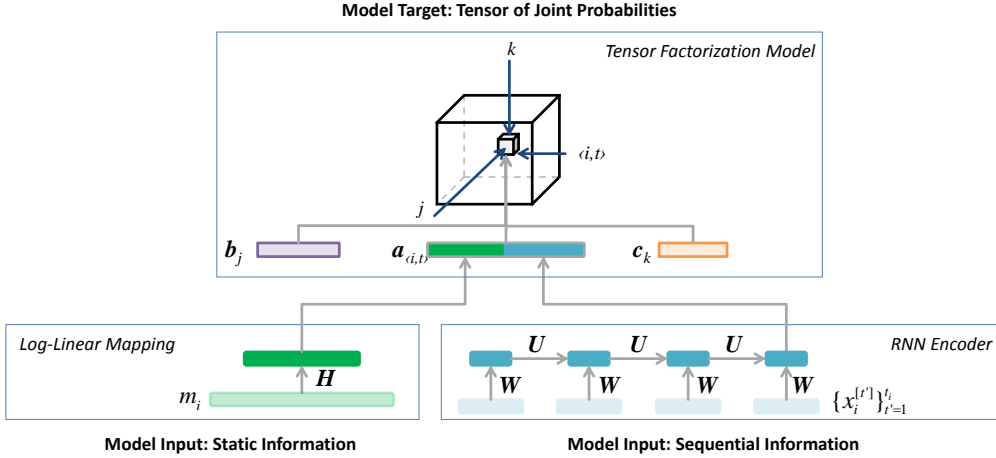 Model Target: Tensor of Joint Probabilities
Tensor Factorization Model
k
‹i,t›
j
b_j
a_‹i,t›
c_k
Log-Linear Mapping
RNN Encoder
U U U
H
W W W W
m_i
{x_i^[t']}_{t'=1}^{t_i}
Model Input: Static Information
Model Input: Sequential Information